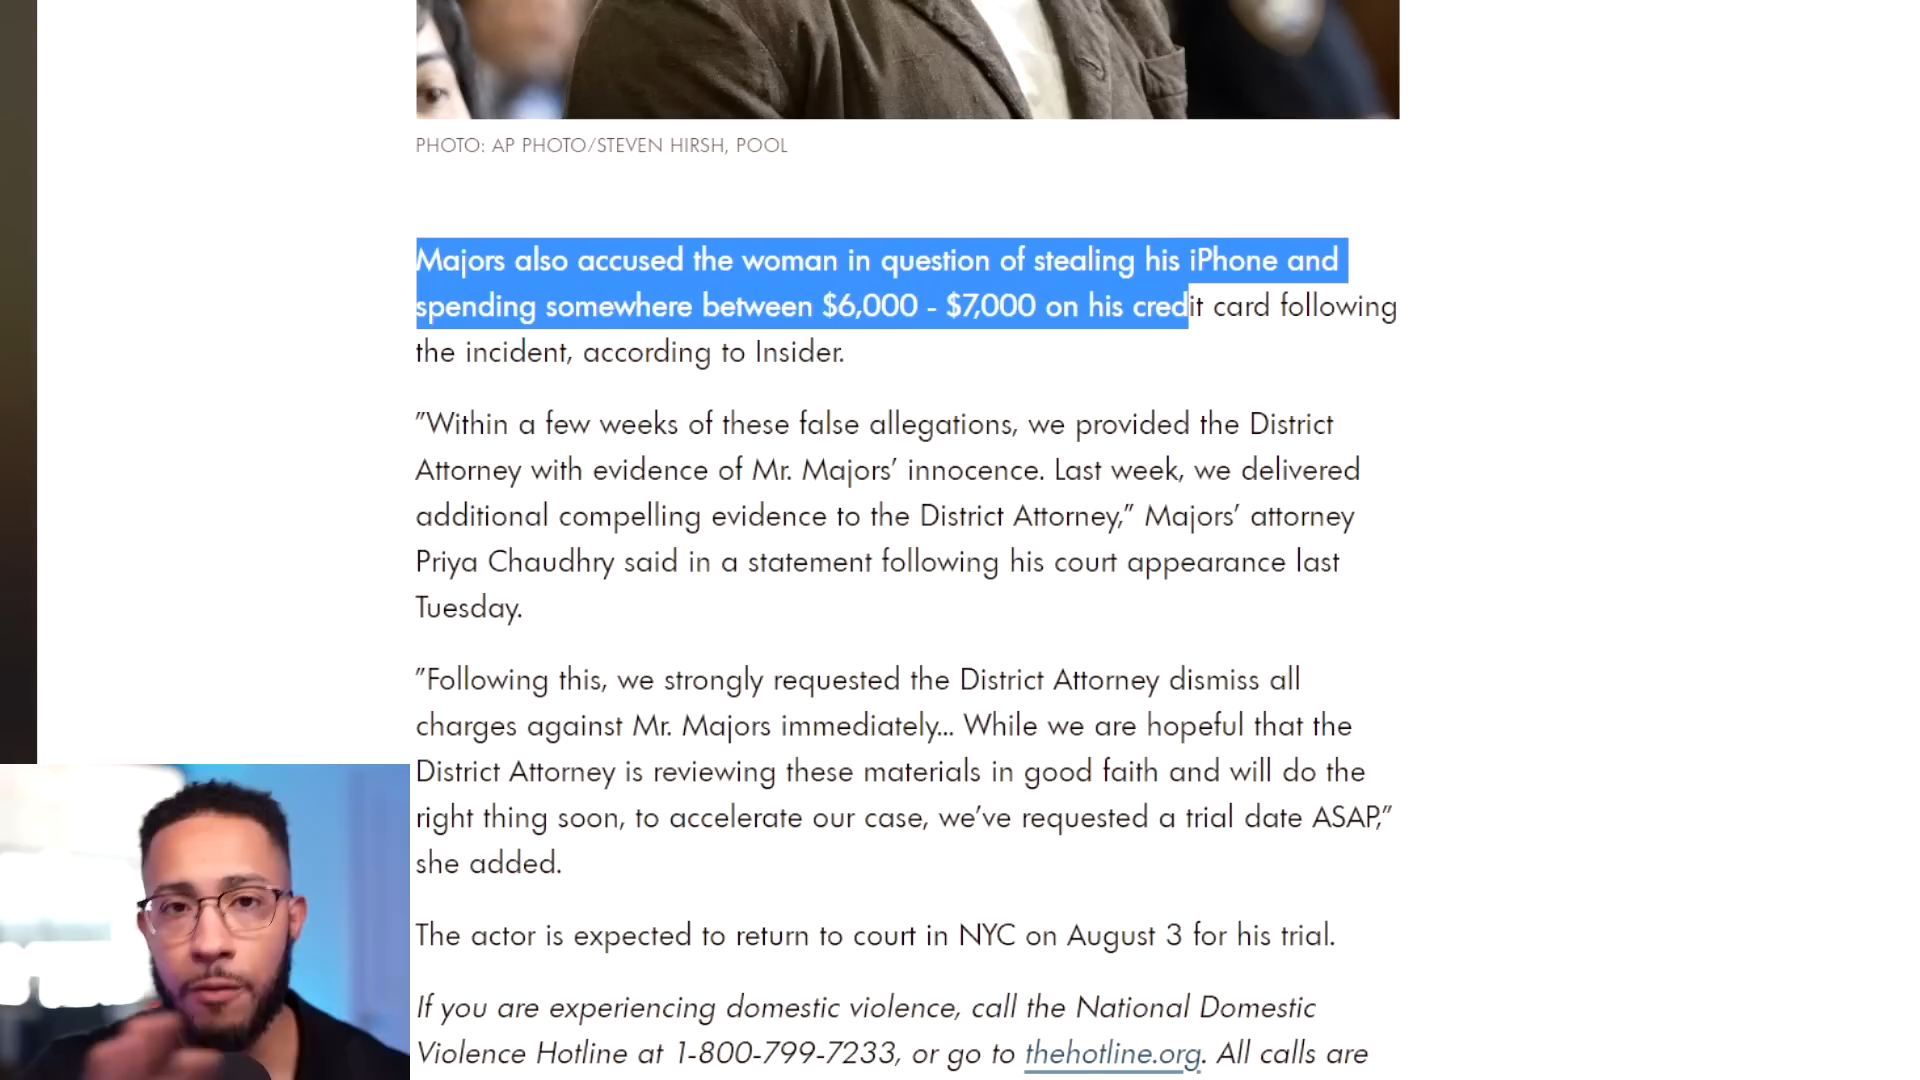 PHOTO: AP PHOTO/STEVEN HIRSH, POOL
Majors also accused the woman in question of stealing his iPhone and
spending somewhere between $6,000 - $7,000 on his credit card following
the incident, according to Insider.
”Within a few weeks of these false allegations, we provided the District
Attorney with evidence of Mr. Majors’ innocence. Last week, we delivered
additional compelling evidence to the District Attorney,” Majors’ attorney
Priya Chaudhry said in a statement following his court appearance last
Tuesday.
”Following this, we strongly requested the District Attorney dismiss all
charges against Mr. Majors immediately... While we are hopeful that the
District Attorney is reviewing these materials in good faith and will do the
right thing soon, to accelerate our case, we’ve requested a trial date ASAP,”
she added.
The actor is expected to return to court in NYC on August 3 for his trial.
If you are experiencing domestic violence, call the National Domestic
Violence Hotline at 1-800-799-7233, or go to thehotline.org. All calls are